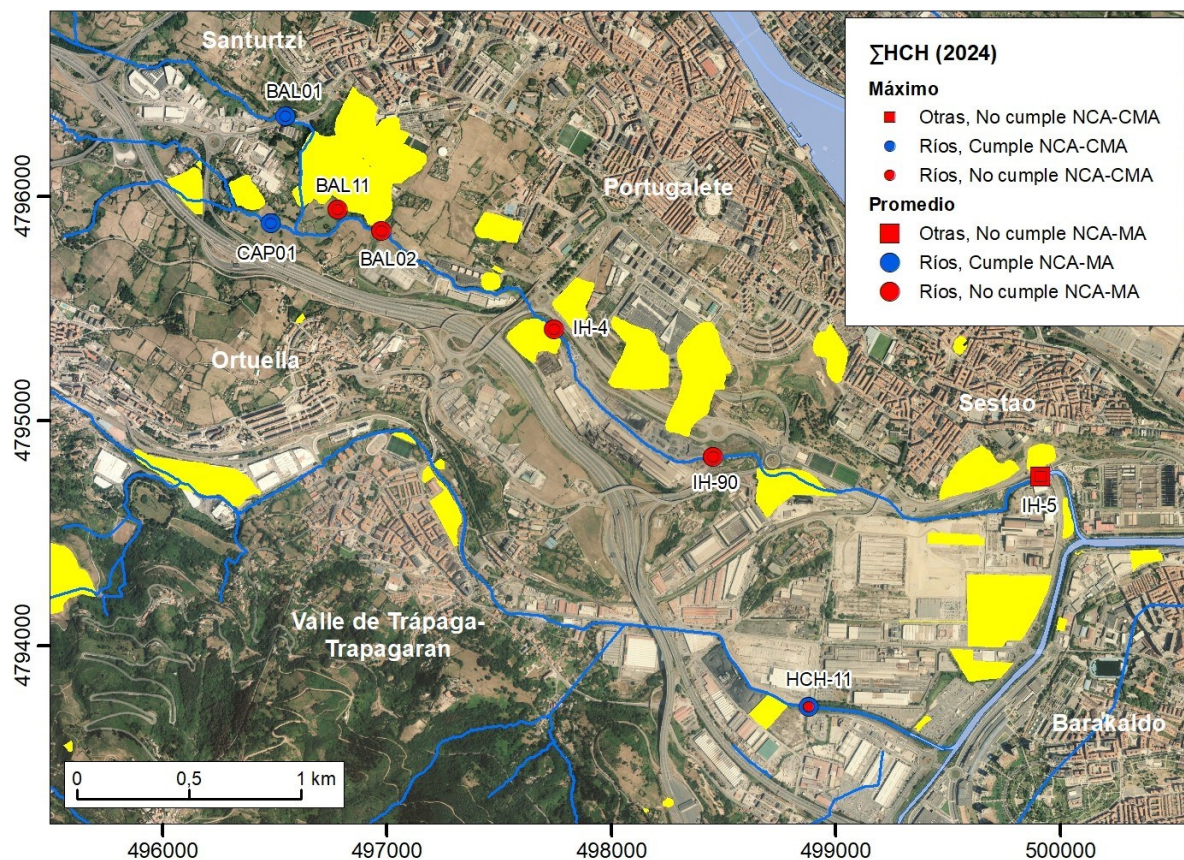 Santurtzi
BAL01
BAL11
BAL02
CAP01
Portugalete
IH-4
Ortuella
Sestao
IH-90
IH-5
Valle de Trápaga-
Trapagaran
HCH-11
Barakaldo
∑HCH (2024)
Máximo
Otras, No cumple NCA-CMA
Ríos, Cumple NCA-CMA
Ríos, No cumple NCA-CMA
Promedio
Otras, No cumple NCA-MA
Ríos, Cumple NCA-MA
Ríos, No cumple NCA-MA
4796000
4795000
4794000
0 0,5 1 km
496000 497000 498000 499000 500000